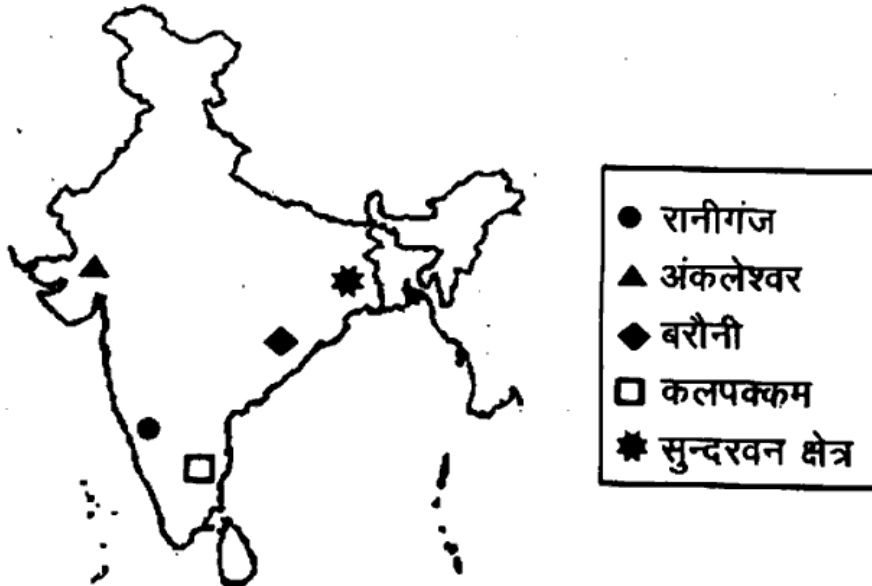 रानीगंज
अंकलेश्वर
बरौनी
कलपक्कम
सुन्दरवन क्षेत्र